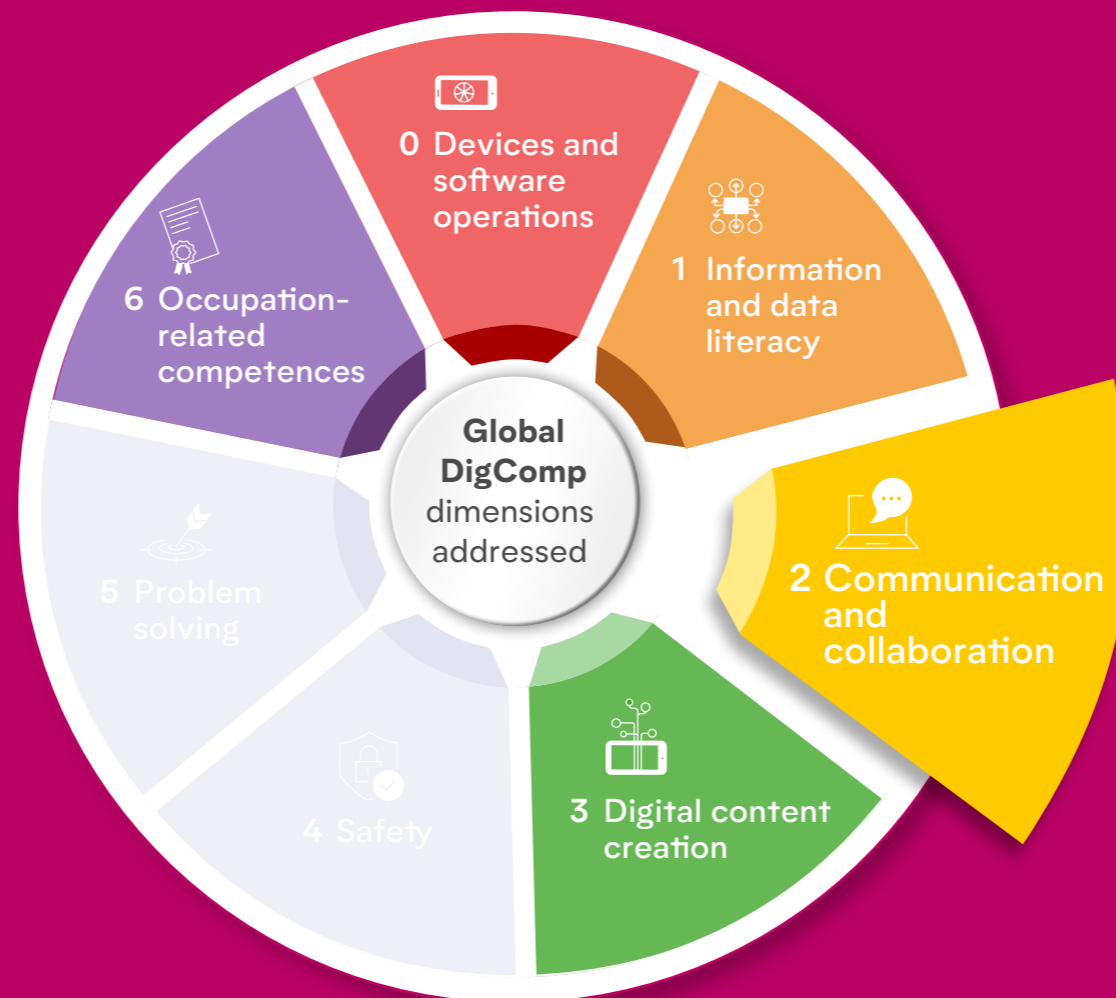 0 Devices and
software
operations
1 Information
and data
literacy
2 Communication
and
collaboration
3 Digital content
creation
4 Safety
5 Problem
solving
6 Occupation-
related
competences
Global
DigComp
dimensions
addressed